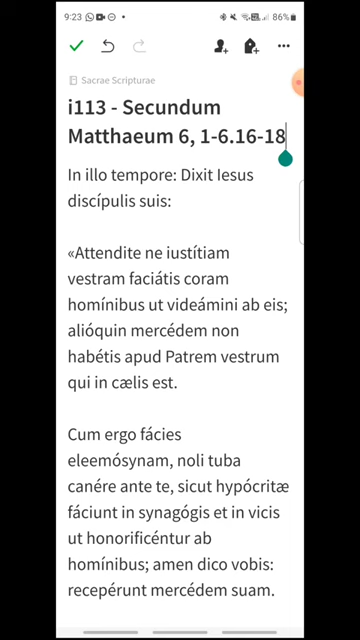 9:23
86%
Sacrae Scripturae
i113 - Secundum
Matthaeum 6, 1-6.16-18
In illo tempore: Dixit Iesus
discípulis suis:
«Attendite ne iustítiam
vestram faciátis coram
homínibus ut videámini ab eis;
alióquin mercédem non
habétis apud Patrem vestrum
qui in cælis est.
Cum ergo fácies
eleemósynam, noli tuba
canére ante te, sicut hypócritæ
fáciunt in synagógis et in vicis
ut honorificéntur ab
homínibus; amen dico vobis:
recepérunt mercédem suam.